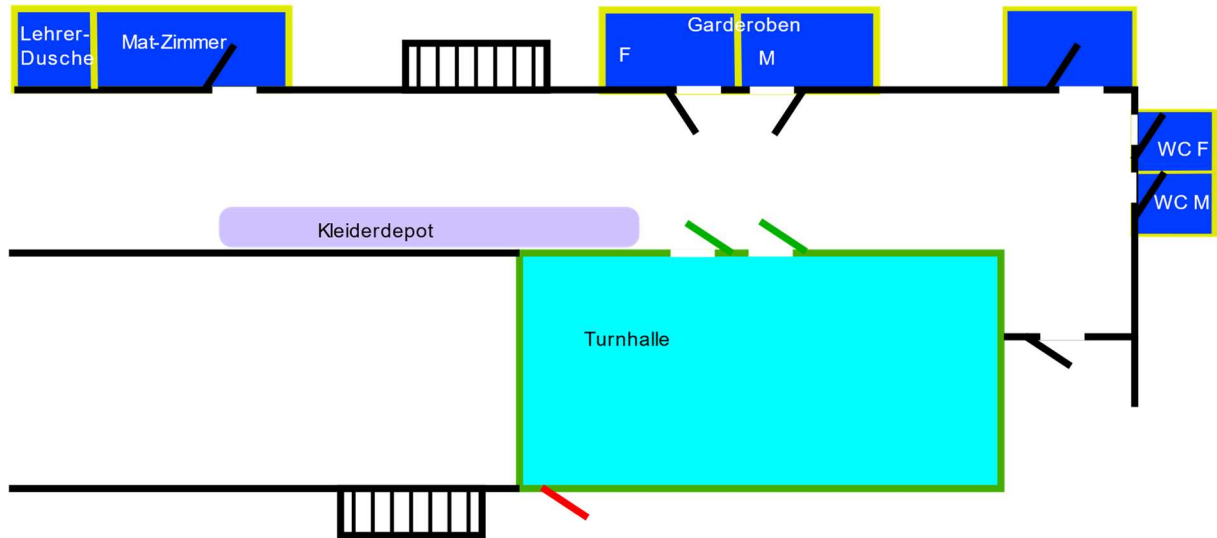 Lehrer-
Dusche
Mat-Zimmer
Garderoben
F
M
WC F
WC M
Kleiderdepot
Turnhalle